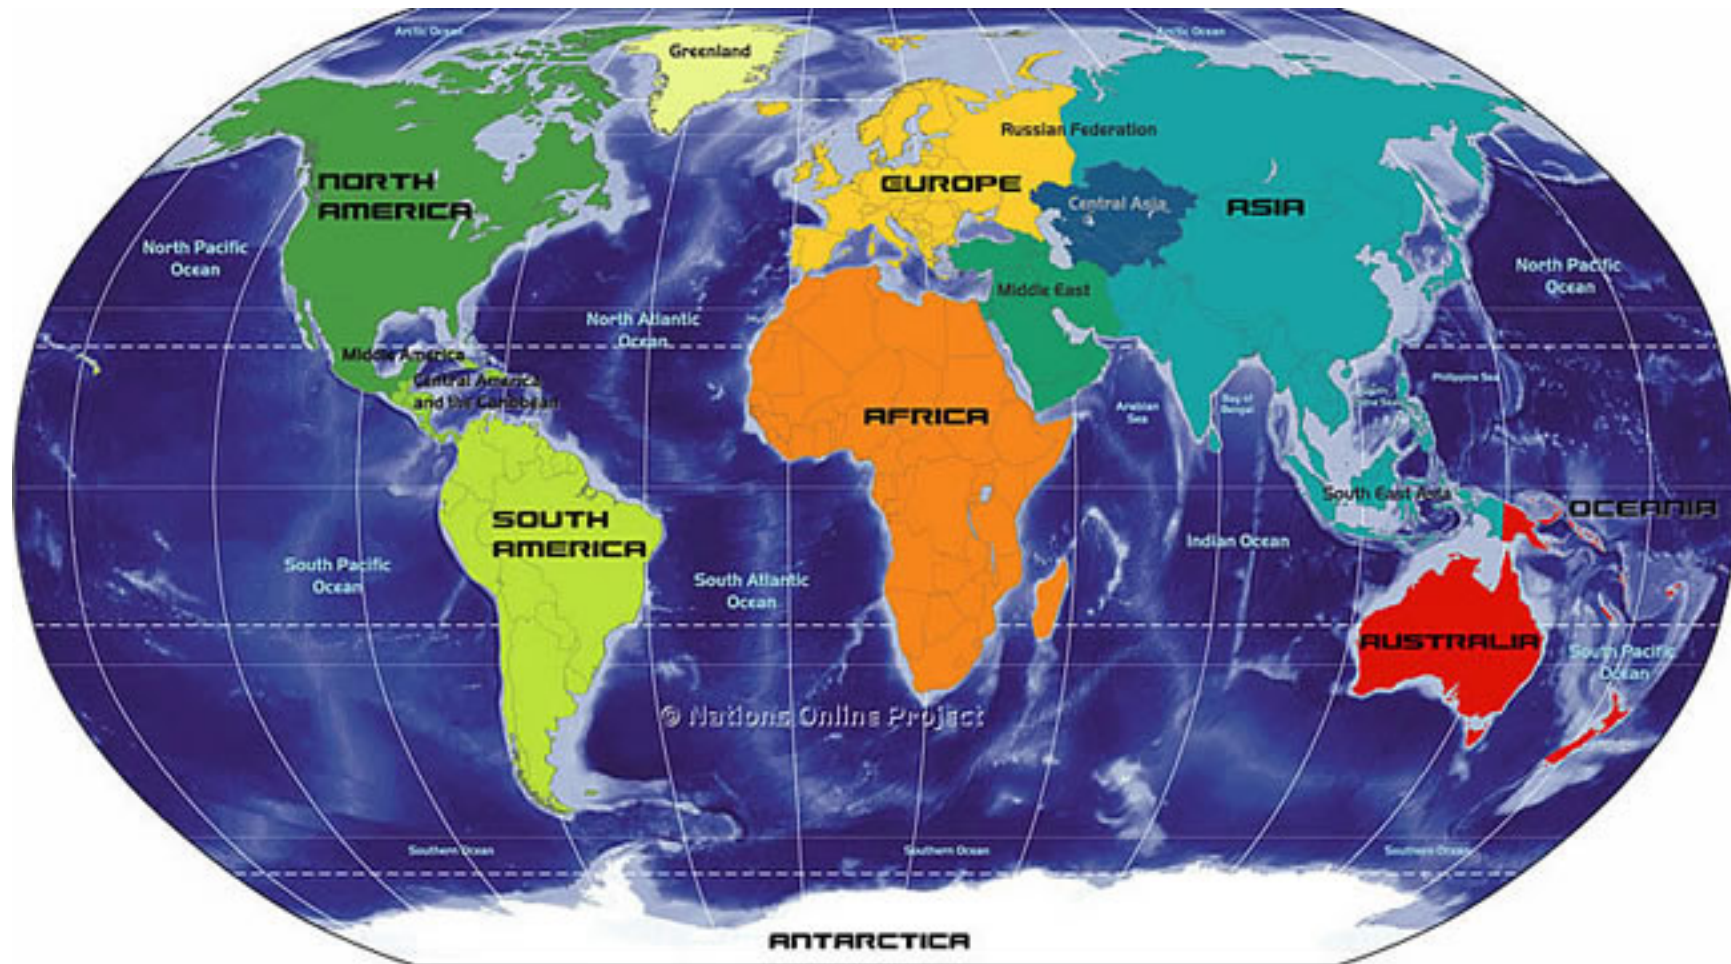 Arctic Ocean
Arctic Ocean
Greenland
Russian Federation
NORTH
AMERICA
EUROPE
Central Asia
ASIA
North Pacific
Ocean
North Pacific
Ocean
Middle East
North Atlantic
Ocean
Middle America
Central America
and the Caribbean
Philippine Sea
Arabian
Sea
Bay of
Bengal
AFRICA
South East Asia
OCEANIA
SOUTH
AMERICA
Indian Ocean
South Pacific
Ocean
South Atlantic
Ocean
AUSTRALIA
South Pacific
Ocean
© Nations Online Project
Southern Ocean
Southern Ocean
Southern Ocean
ANTARCTICA